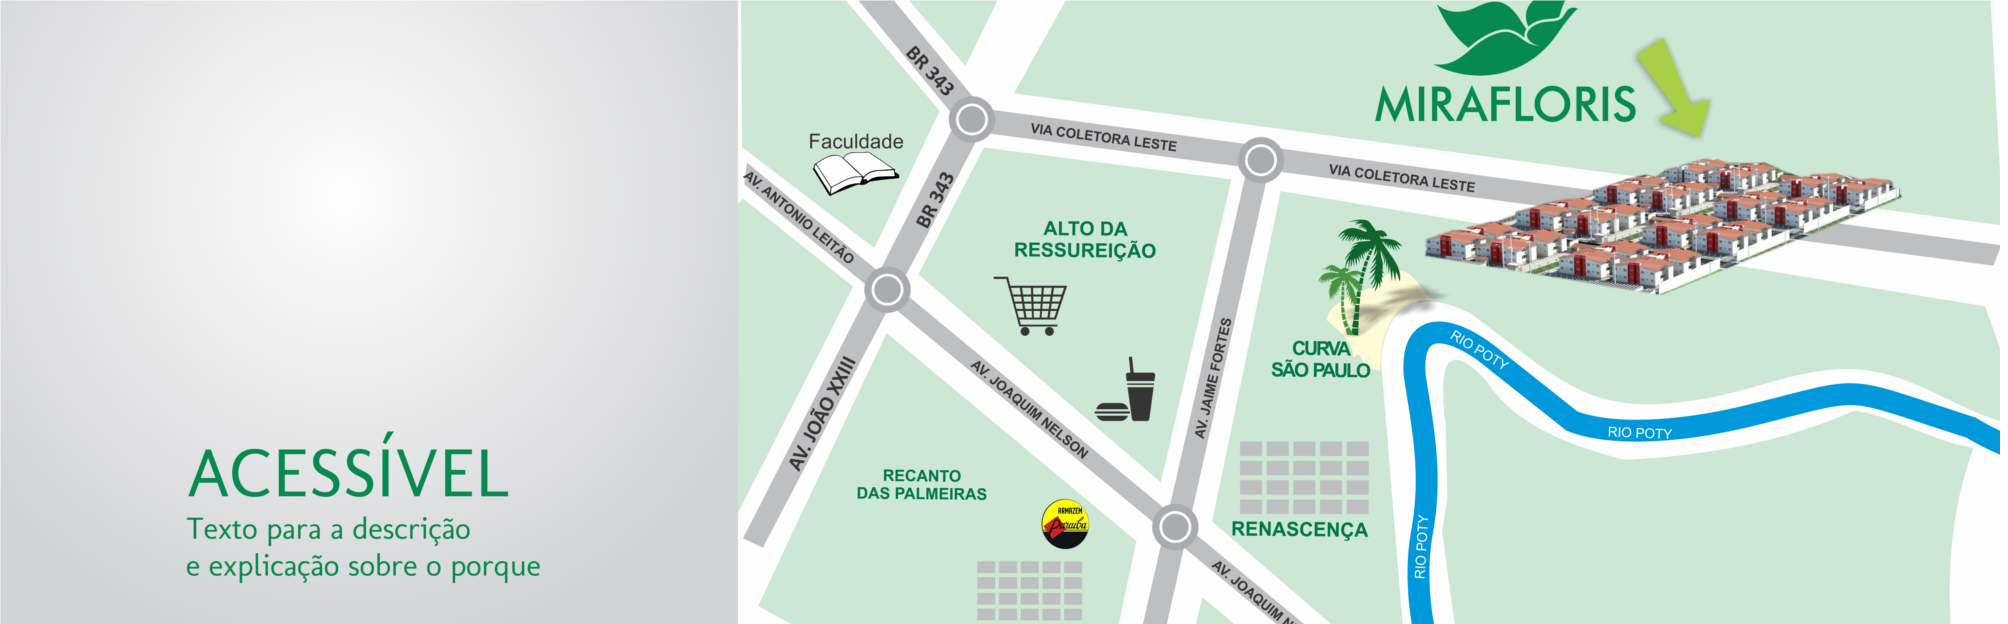 ACESSÍVEL
Texto para a descrição
e explicação sobre o porque
MIRAFLORIS
BR 343
VIA COLETORA LESTE
VIA COLETORA LESTE
Faculdade
AV. ANTONIO LEITÃO
BR 343
ALTO DA
RESSUREIÇÃO
CURVA
SÃO PAULO
RIO POTY
AV. JOÃO XXIII
AV. JOAQUIM NELSON
AV. JAIME FORTES
RIO POTY
RECANTO
DAS PALMEIRAS
ARMAZÉM
Paraíba
RENASCENÇA
RIO POTY
AV. JOAQUIM N